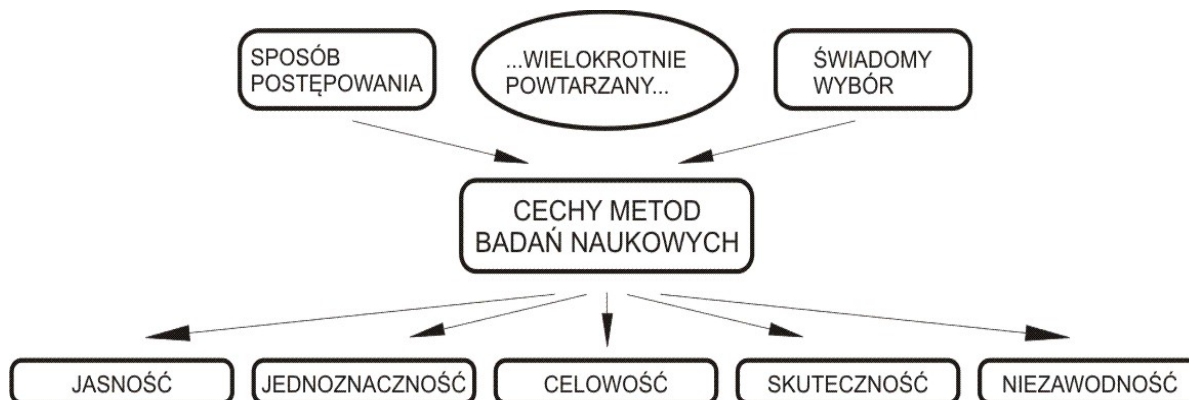 SPOSÓB
POSTĘPOWANIA
...WIELOKROTNIE
POWTARZANY...
ŚWIADOMY
WYBÓR
CECHY METOD
BADAŃ NAUKOWYCH
JASNOŚĆ
JEDNOZNACZNOŚĆ
CELOWOŚĆ
SKUTECZNOŚĆ
NIEZAWODNOŚĆ